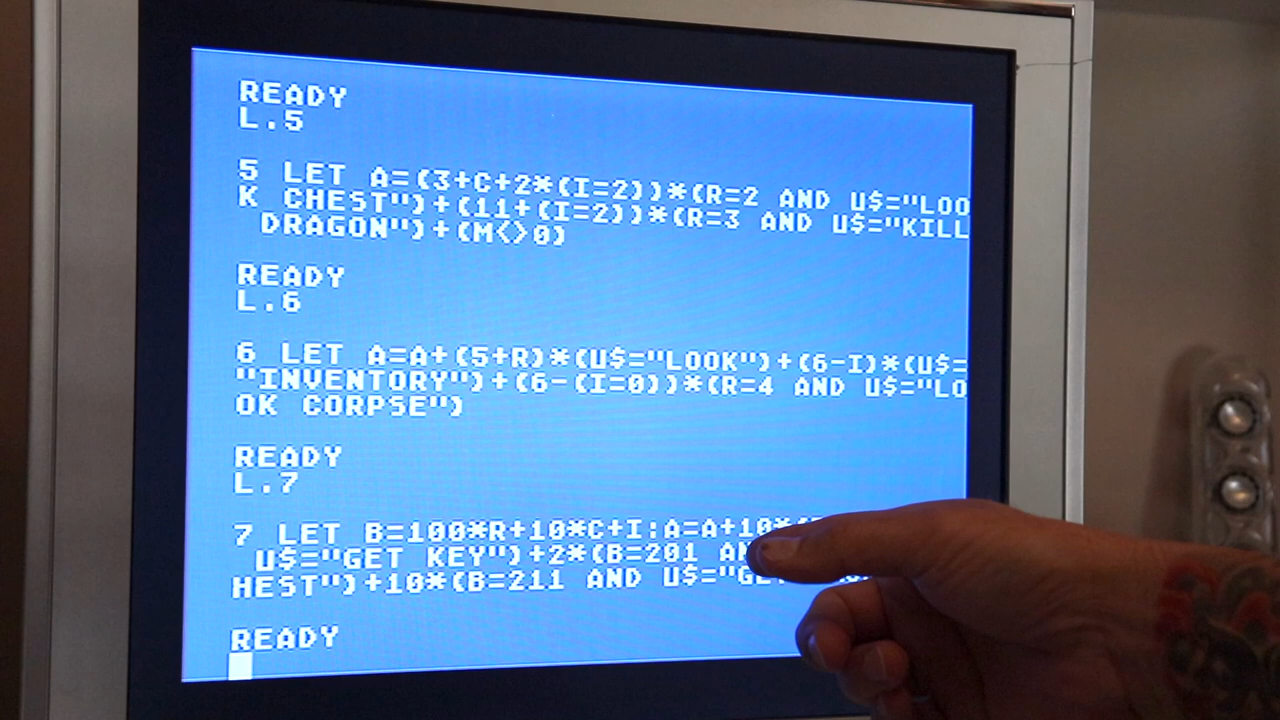 READY
L.5
5 LET A=(3+C+2*(I=2))*(R=2 AND U$="LOO
K CHEST")+(11+(I=2))*(R=3 AND U$="KILL
DRAGON")+(M<>0)
READY
L.6
6 LET A=A+(5+R)*(U$="LOOK")+(6-I)*(U$=
"INVENTORY")+(6-(I=0))*(R=4 AND U$="LO
OK CORPSE")
READY
L.7
7 LET B=100*R+10*C+I:A=A+10*(
U$="GET KEY")+2*(B=201
HEST")+10*(B=211 AND U$="GET
READY